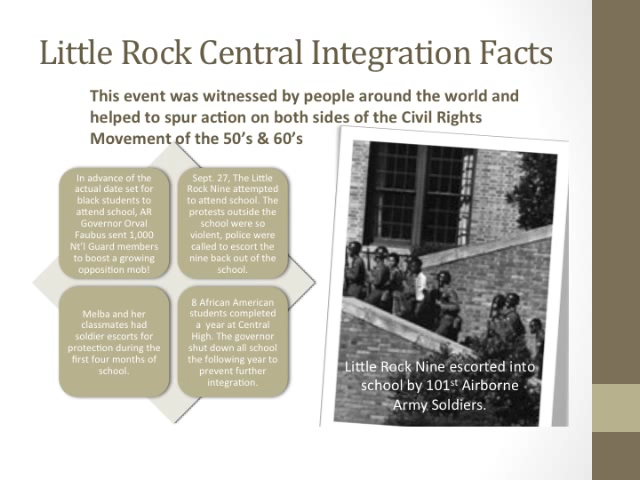 Little Rock Central Integration Facts
This event was witnessed by people around the world and
helped to spur action on both sides of the Civil Rights
Movement of the 50's & 60's
In advance of the
actual date set for
black students to
attend school, AR
Governor Orval
Faubus sent 1,000
Nt'l Guard members
to boost a growing
opposition mob!
Sept. 27, The Little
Rock Nine attempted
to attend school. The
protests outside the
school were so
violent, police were
called to escort the
nine back out of the
school.
Melba and her
classmates had
soldier escorts for
protection during the
first four months of
school.
8 African American
students completed
a year at Central
High. The governor
shut down all school
the following year to
prevent further
integration.
Little Rock Nine escorted into
school by 101st Airborne
Army Soldiers.